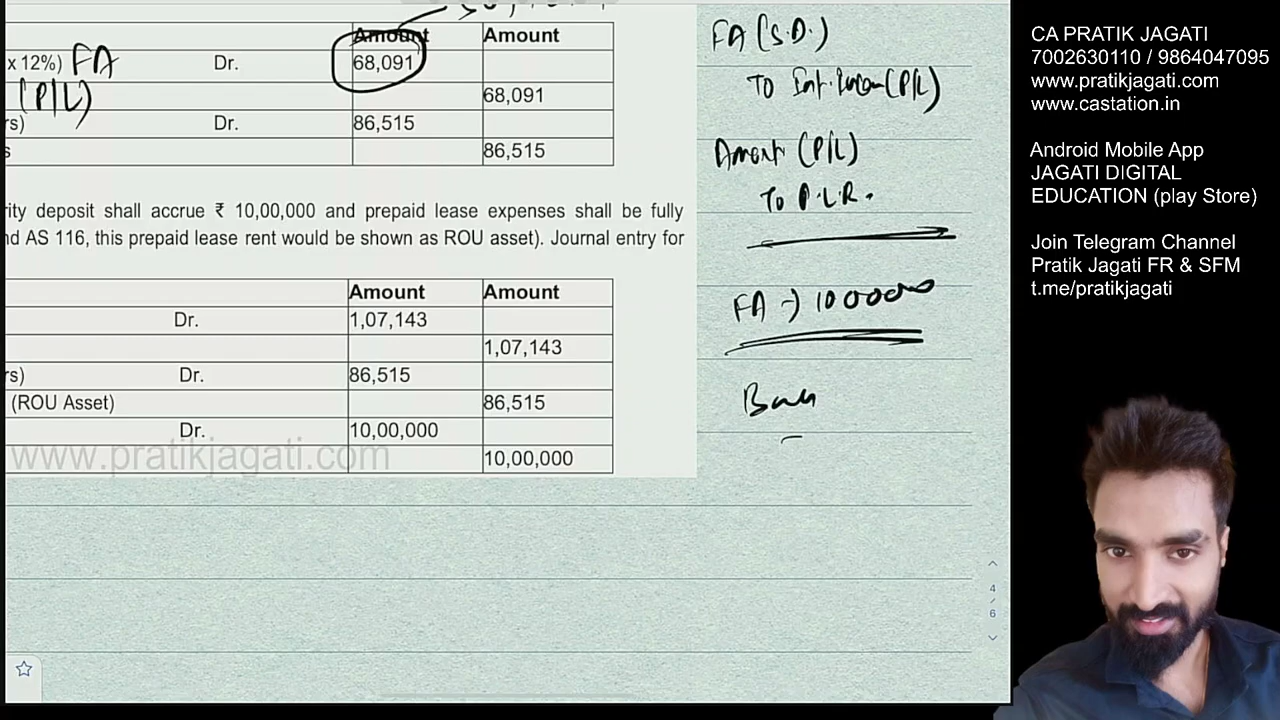 Amount Amount
x 12%) FA Dr. 68,091
(P/L) 68,091
rs) Dr. 86,515
s 86,515
rity deposit shall accrue ₹ 10,00,000 and prepaid lease expenses shall be fully
nd AS 116, this prepaid lease rent would be shown as ROU asset). Journal entry for
Amount Amount
Dr. 1,07,143
1,07,143
rs) Dr. 86,515
(ROU Asset) 86,515
Dr. 10,00,000
10,00,000
www.pratikjagati.com
FA (S.D.)
To Int. (P/L)
Amort (P/L)
To P.L.R.
FA → 1000000
Bank
4
6
CA PRATIK JAGATI
7002630110 / 9864047095
www.pratikjagati.com
www.castation.in
Android Mobile App
JAGATI DIGITAL
EDUCATION (play Store)
Join Telegram Channel
Pratik Jagati FR & SFM
t.me/pratikjagati